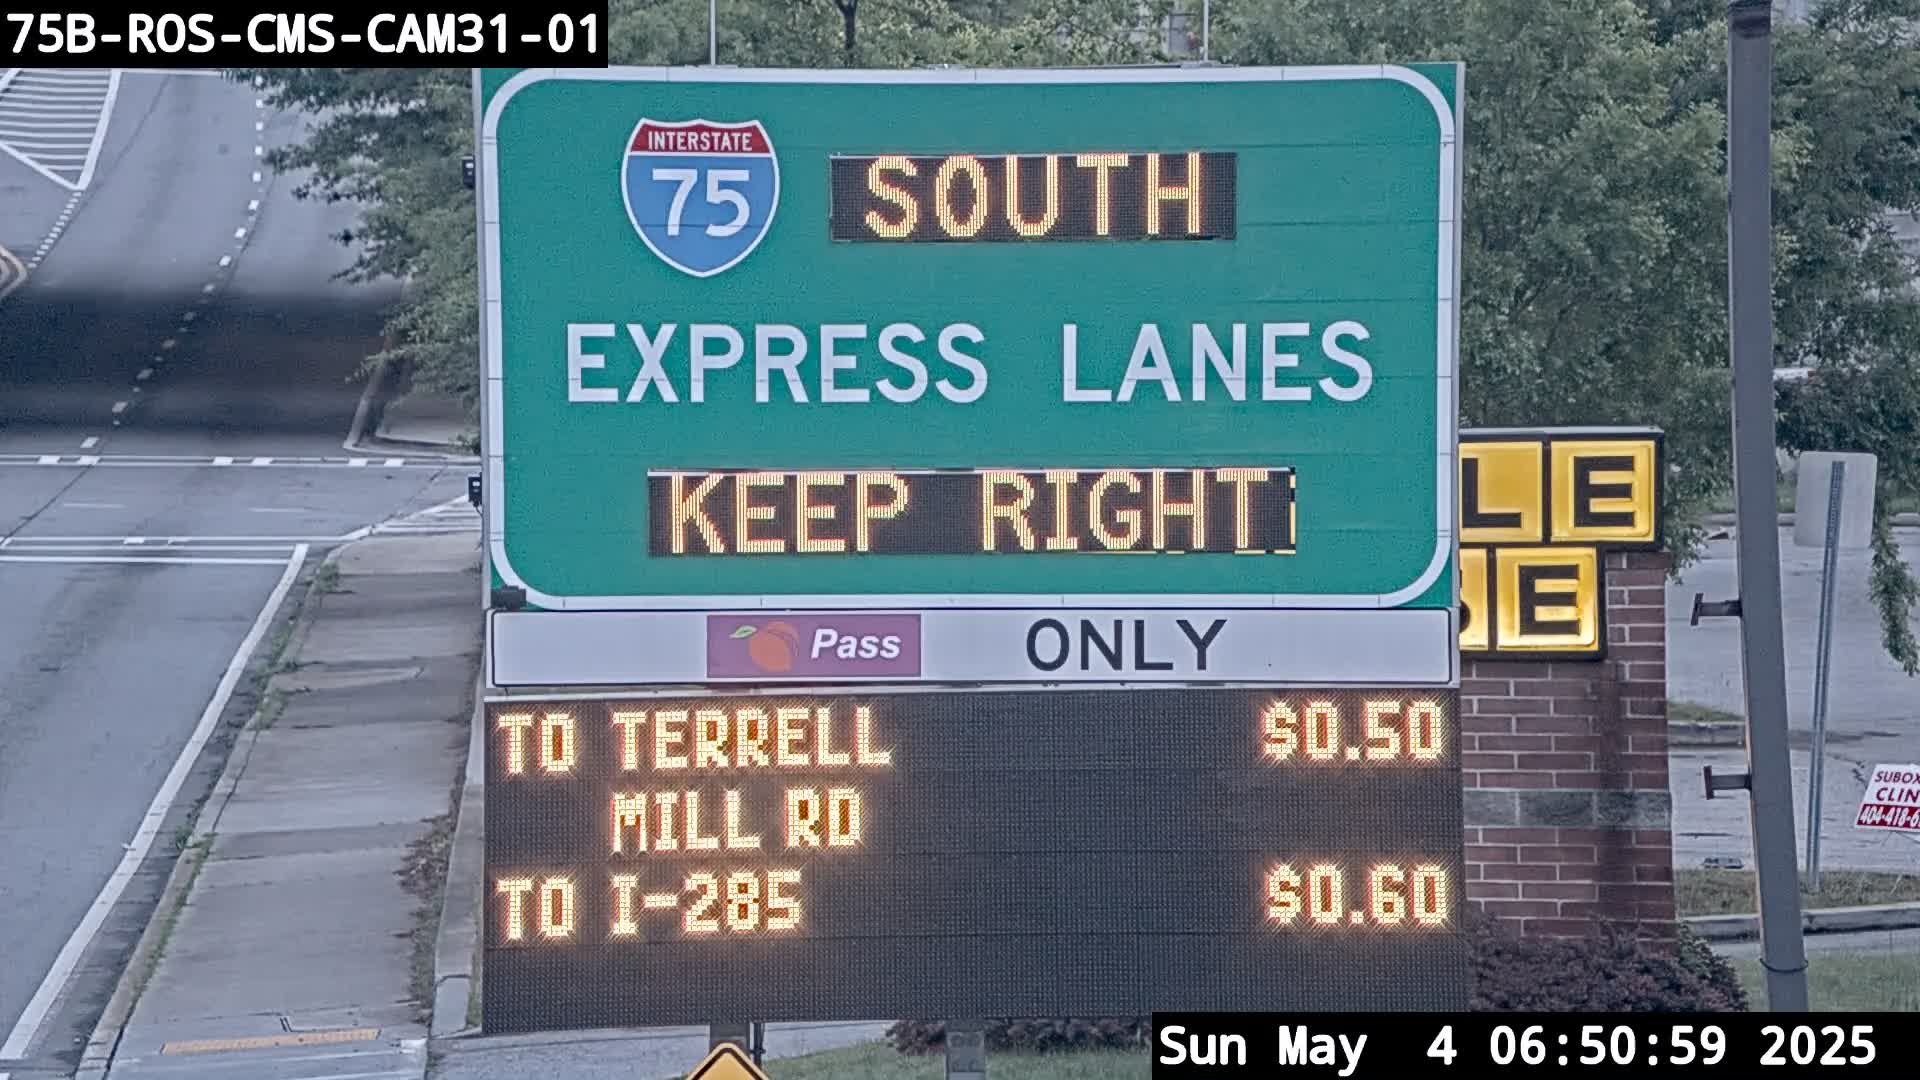 75B-ROS-CMS-CAM31-01
INTERSTATE
75
SOUTH
EXPRESS LANES
KEEP RIGHT
Pass ONLY
TO TERRELL $0.50
MILL RD
TO I-285 $0.60
LE
E
Sun May 4 06:50:59 2025